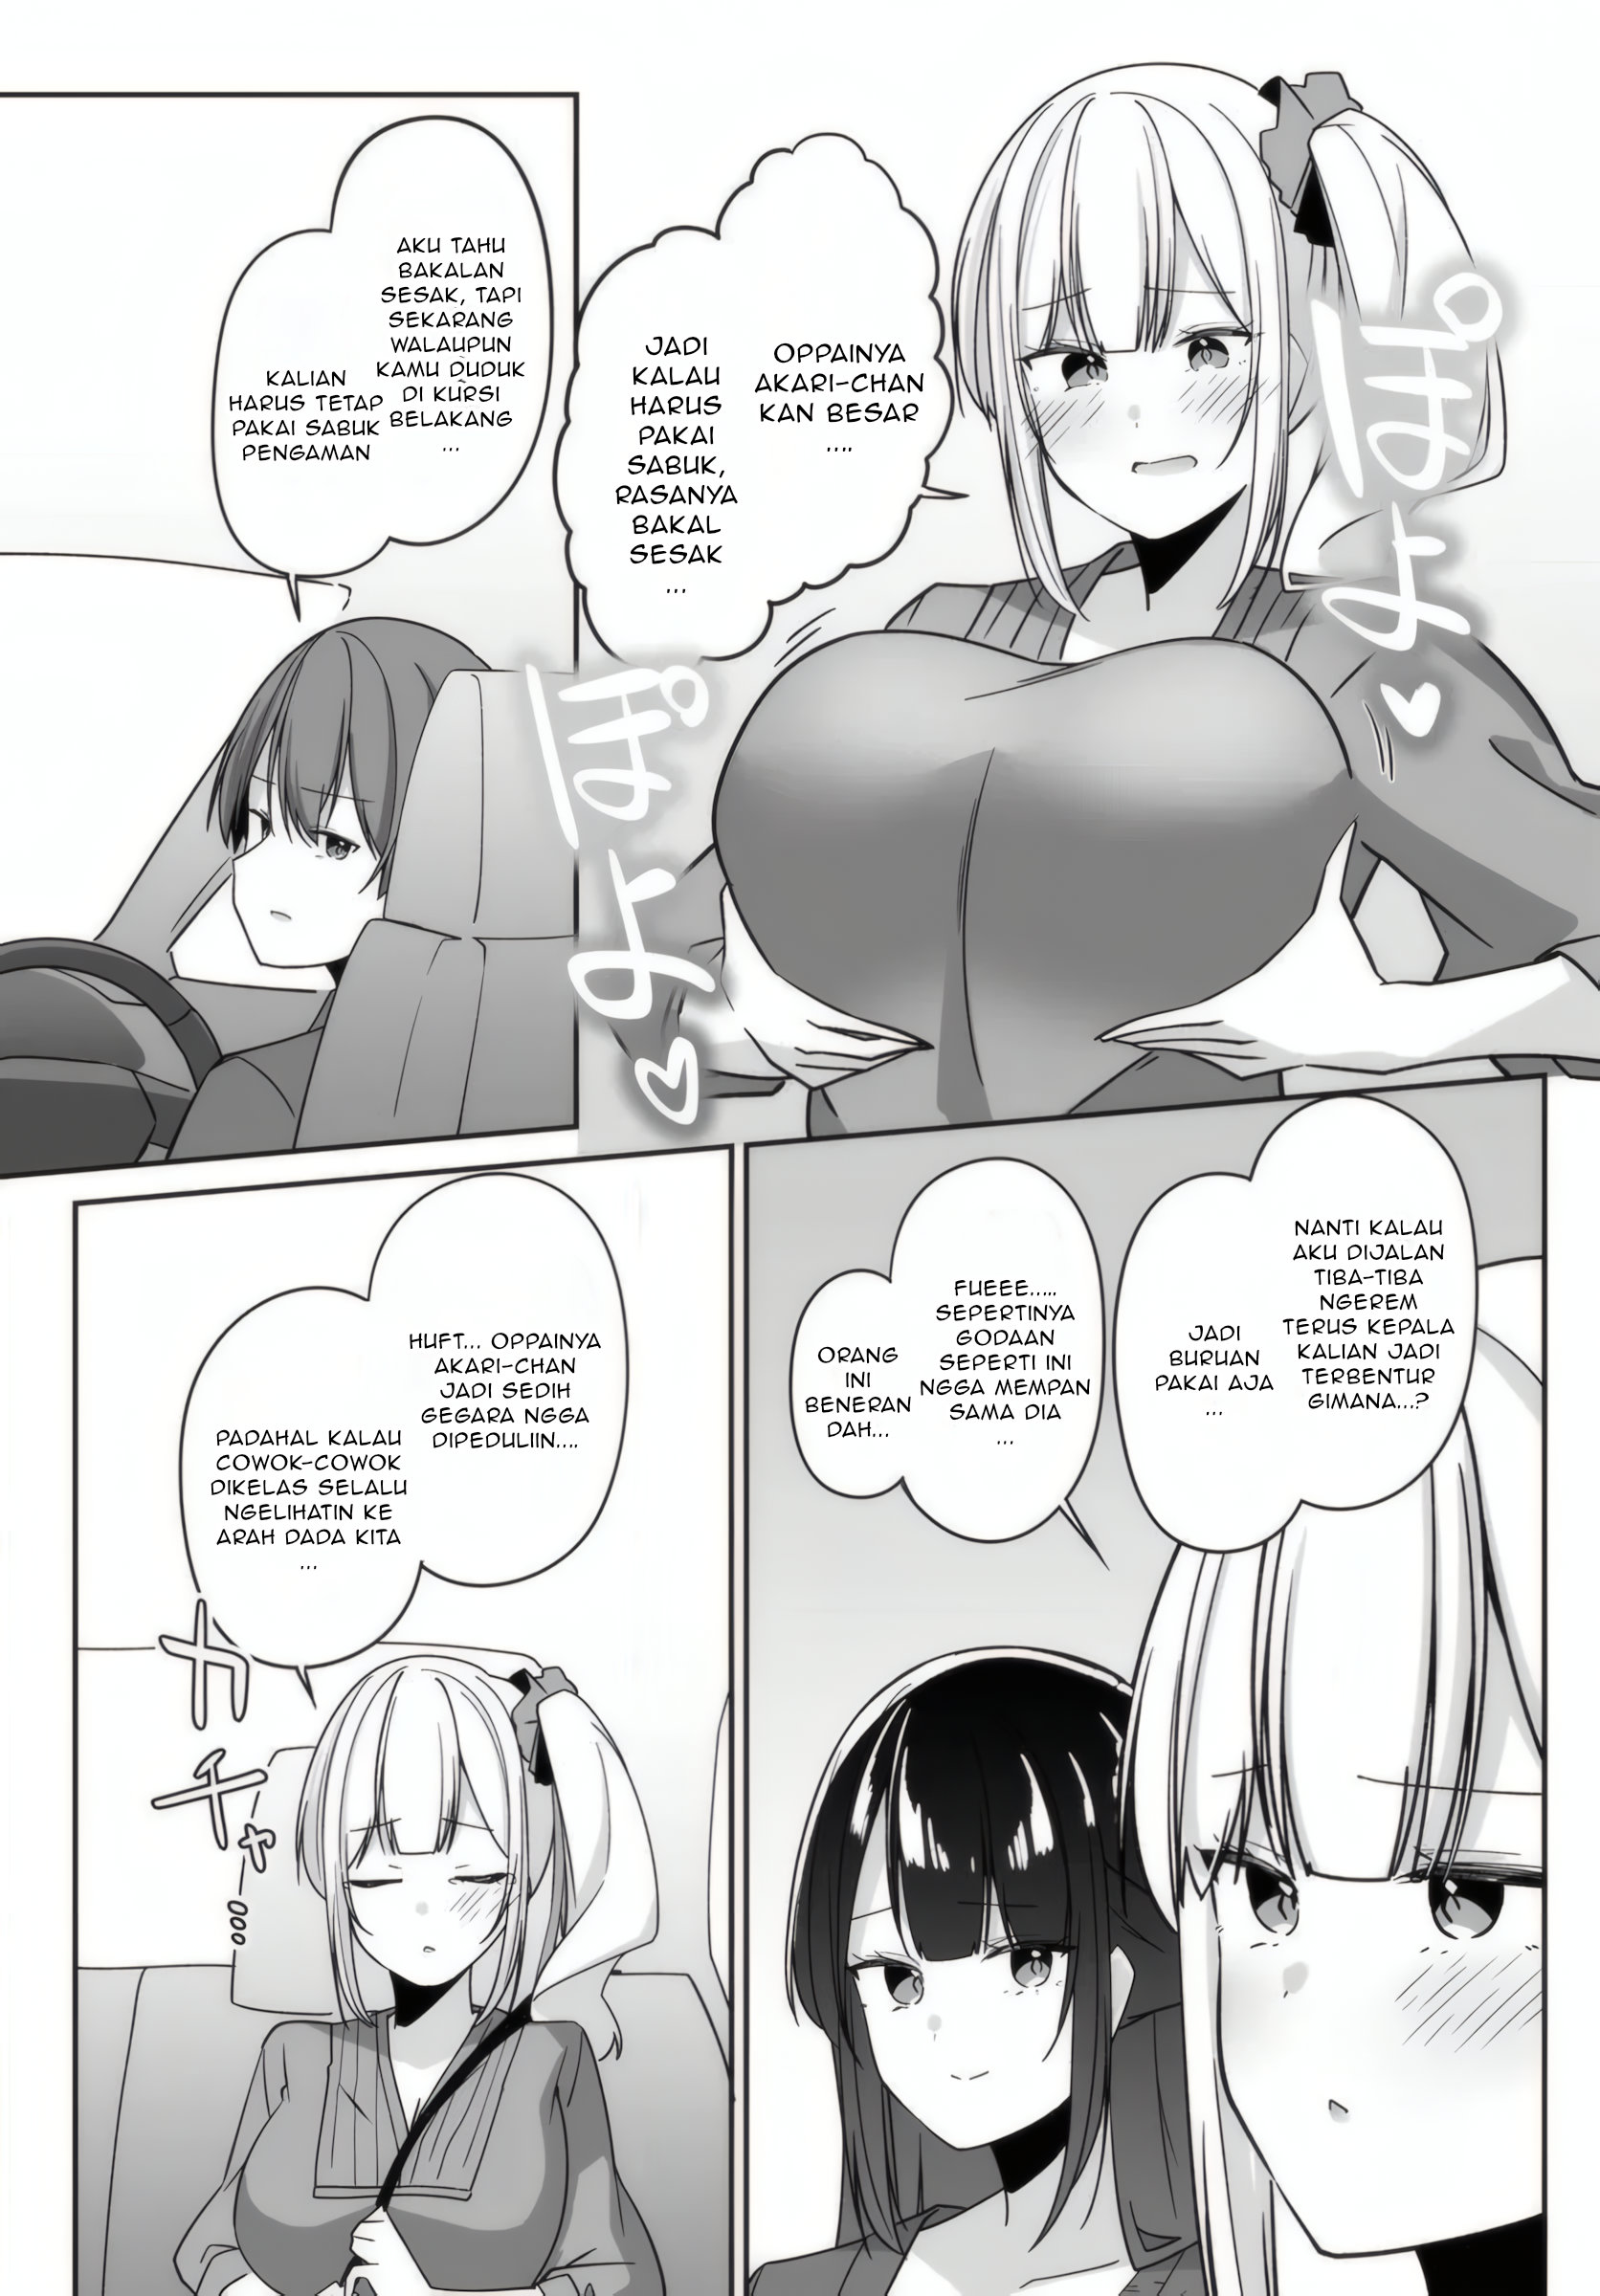 OPPAINYA
AKARI-CHAN
KAN BESAR
....
JADI
KALAU
HARUS
PAKAI
SABUK,
RASANYA
BAKAL
SESAK
...
ぽよ♡
ぽよ♡
AKU TAHU
BAKALAN
SESAK, TAPI
SEKARANG
WALAUPUN
KAMU DUDUK
DI KURSI
BELAKANG
...
KALIAN
HARUS TETAP
PAKAI SABUK
PENGAMAN
NANTI KALAU
AKU DIJALAN
TIBA-TIBA
NGEREM
TERUS KEPALA
KALIAN JADI
TERBENTUR
GIMANA...?
JADI
BURUAN
PAKAI AJA
...
FUEEE.....
SEPERTINYA
GODAAN
SEPERTI INI
NGGA MEMPAN
SAMA DIA
...
ORANG
INI
BENERAN
DAH...
HUFT... OPPAINYA
AKARI-CHAN
JADI SEDIH
GEGARA NGGA
DIPEDULIIN....
PADAHAL KALAU
COWOK-COWOK
DIKELAS SELALU
NGELIHATIN KE
ARAH DADA KITA
...
カチャ...